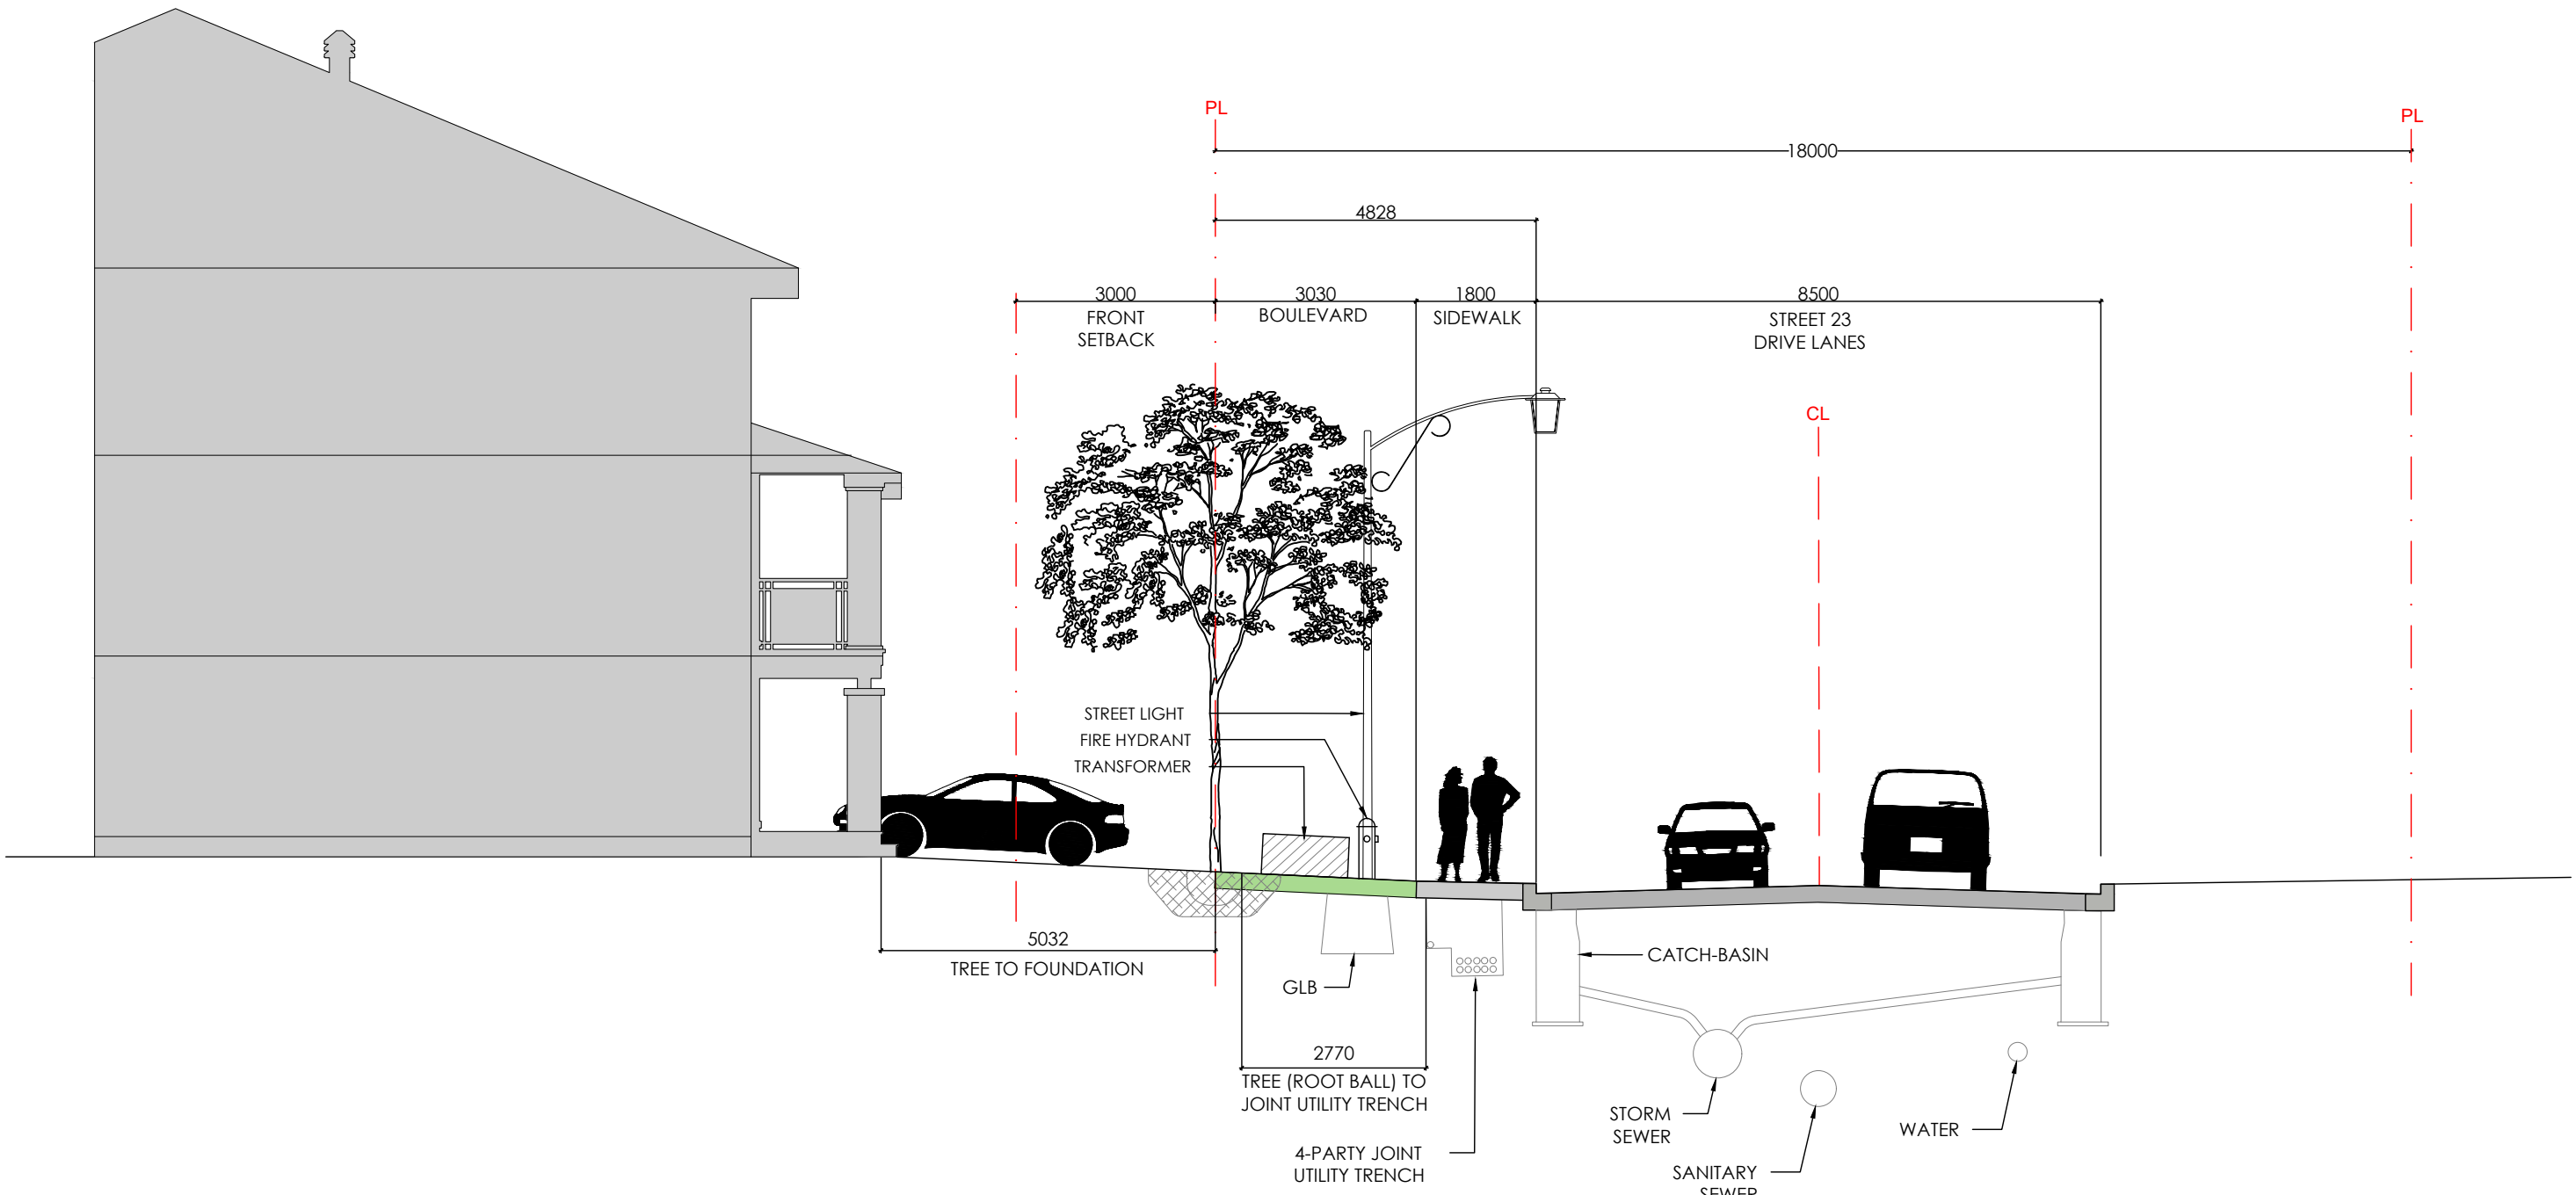 PL
PL
18000
4828
3000
FRONT
SETBACK
3030
BOULEVARD
1800
SIDEWALK
8500
STREET 23
DRIVE LANES
CL
STREET LIGHT
FIRE HYDRANT
TRANSFORMER
5032
TREE TO FOUNDATION
GLB
CATCH-BASIN
2770
TREE (ROOT BALL) TO
JOINT UTILITY TRENCH
4-PARTY JOINT
UTILITY TRENCH
STORM
SEWER
SANITARY
SEWER
WATER